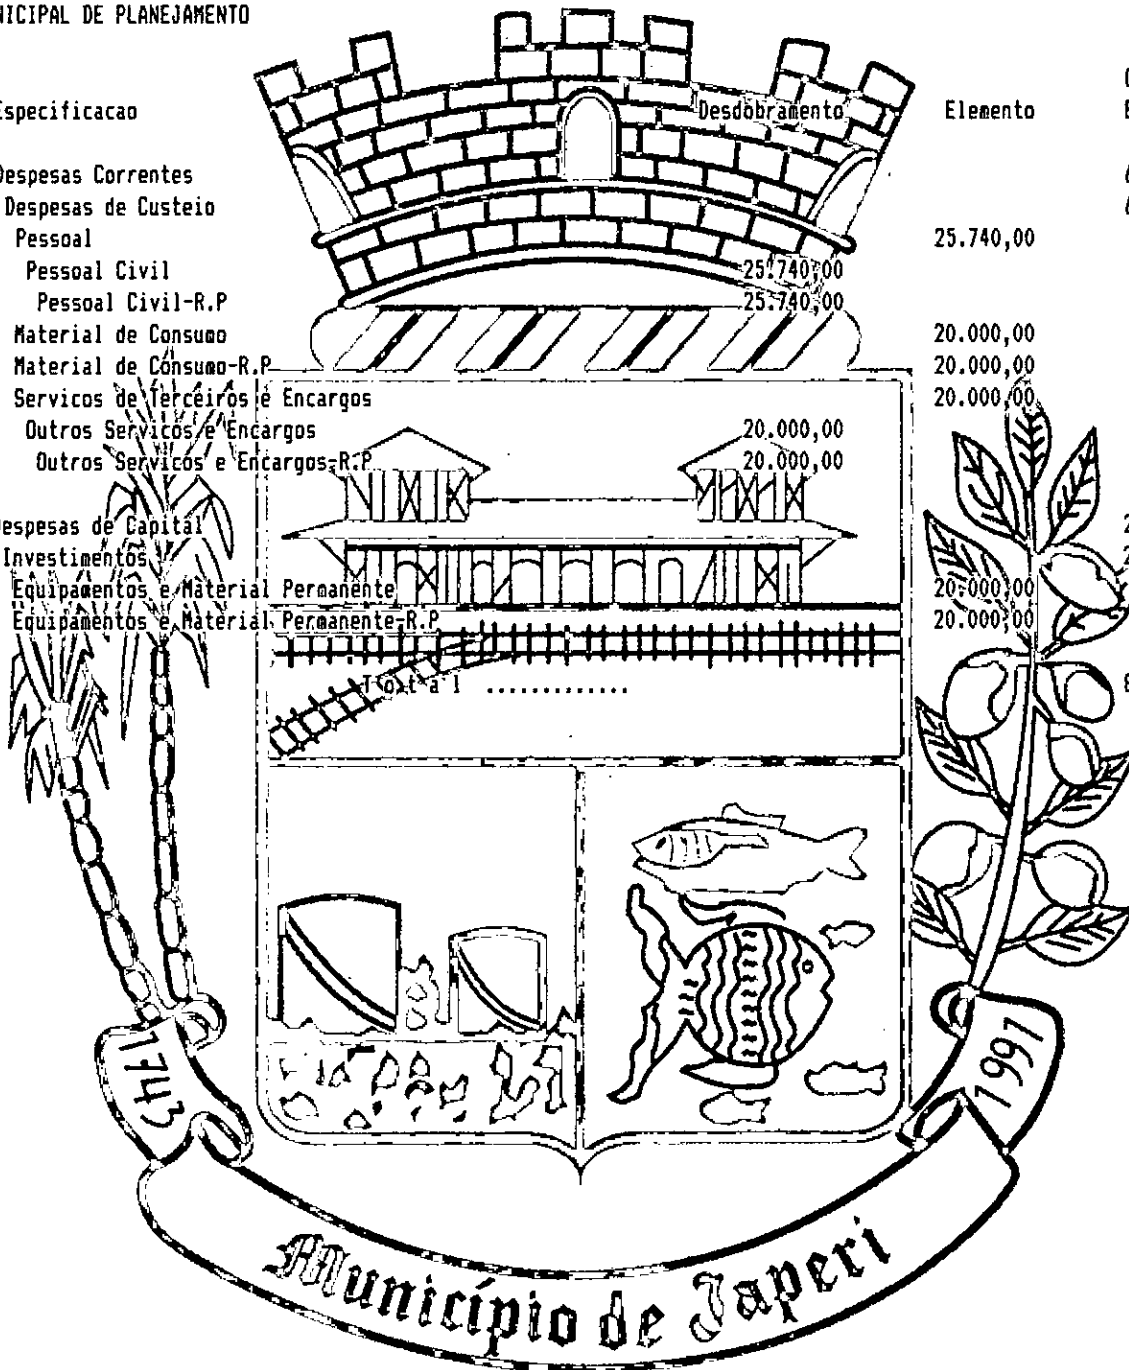 NICIPAL DE PLANEJAMENTO
Especificacao Desdobramento Elemento
Despesas Correntes
Despesas de Custeio
Pessoal 25.740,00
Pessoal Civil 25.740,00
Pessoal Civil-R.P 25.740,00
Material de Consumo 20.000,00
Material de Consumo-R.P 20.000,00
Servicos de Terceiros e Encargos 20.000,00
Outros Servicos e Encargos 20.000,00
Outros Servicos e Encargos-R.P 20.000,00
Despesas de Capital 2
Investimentos 2
Equipamentos e Material Permanente 20.000,00
Equipamentos e Material Permanente-R.P 20.000,00
T o t a l ............. 8
1743
1991
Município de Japeri